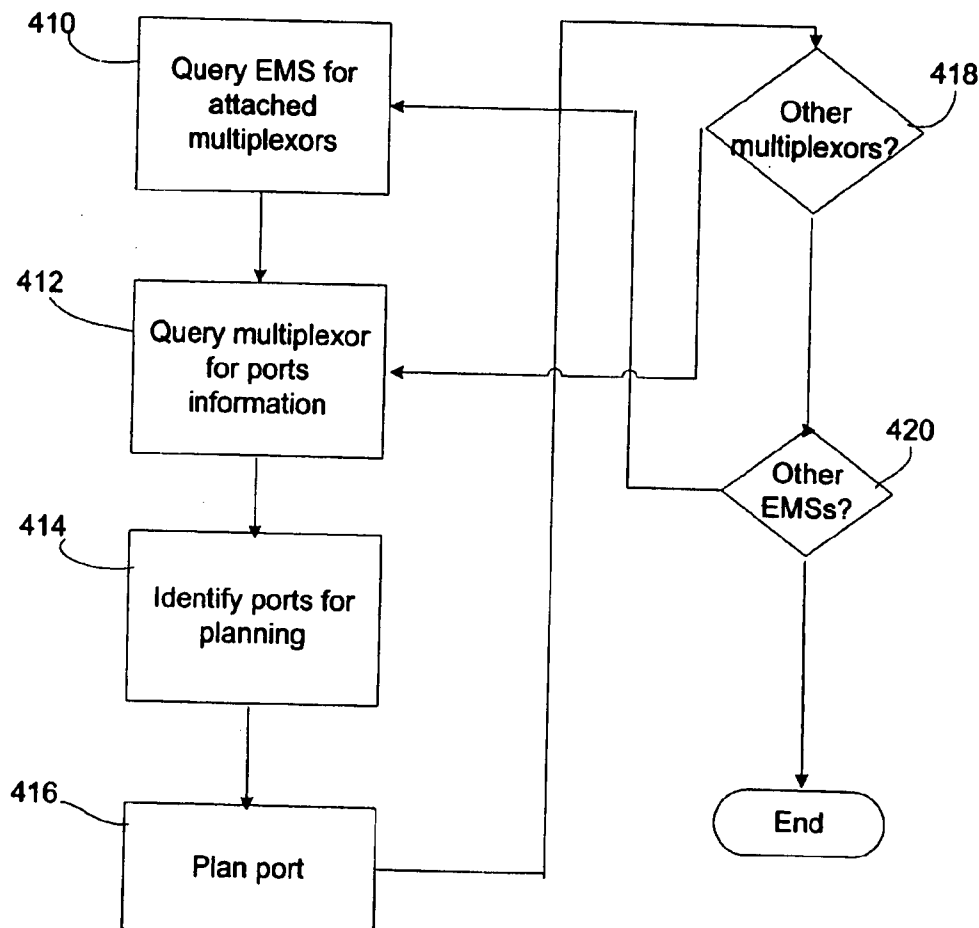 410
Query EMS for
attached
multiplexors
412
Query multiplexor
for ports
information
414
Identify ports for
planning
416
Plan port
418
Other
multiplexors?
420
Other
EMSs?
End